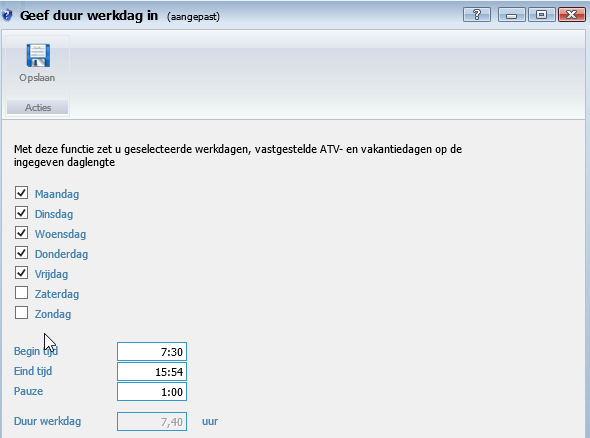 Geef duur werkdag in (aangepast)
?
Opslaan
Acties
Met deze functie zet u geselecteerde werkdagen, vastgestelde ATV- en vakantiedagen op de
ingegeven daglengte
Maandag
Dinsdag
Woensdag
Donderdag
Vrijdag
Zaterdag
Zondag
Begin tijd 7:30
Eind tijd 15:54
Pauze 1:00
Duur werkdag 7,40 uur